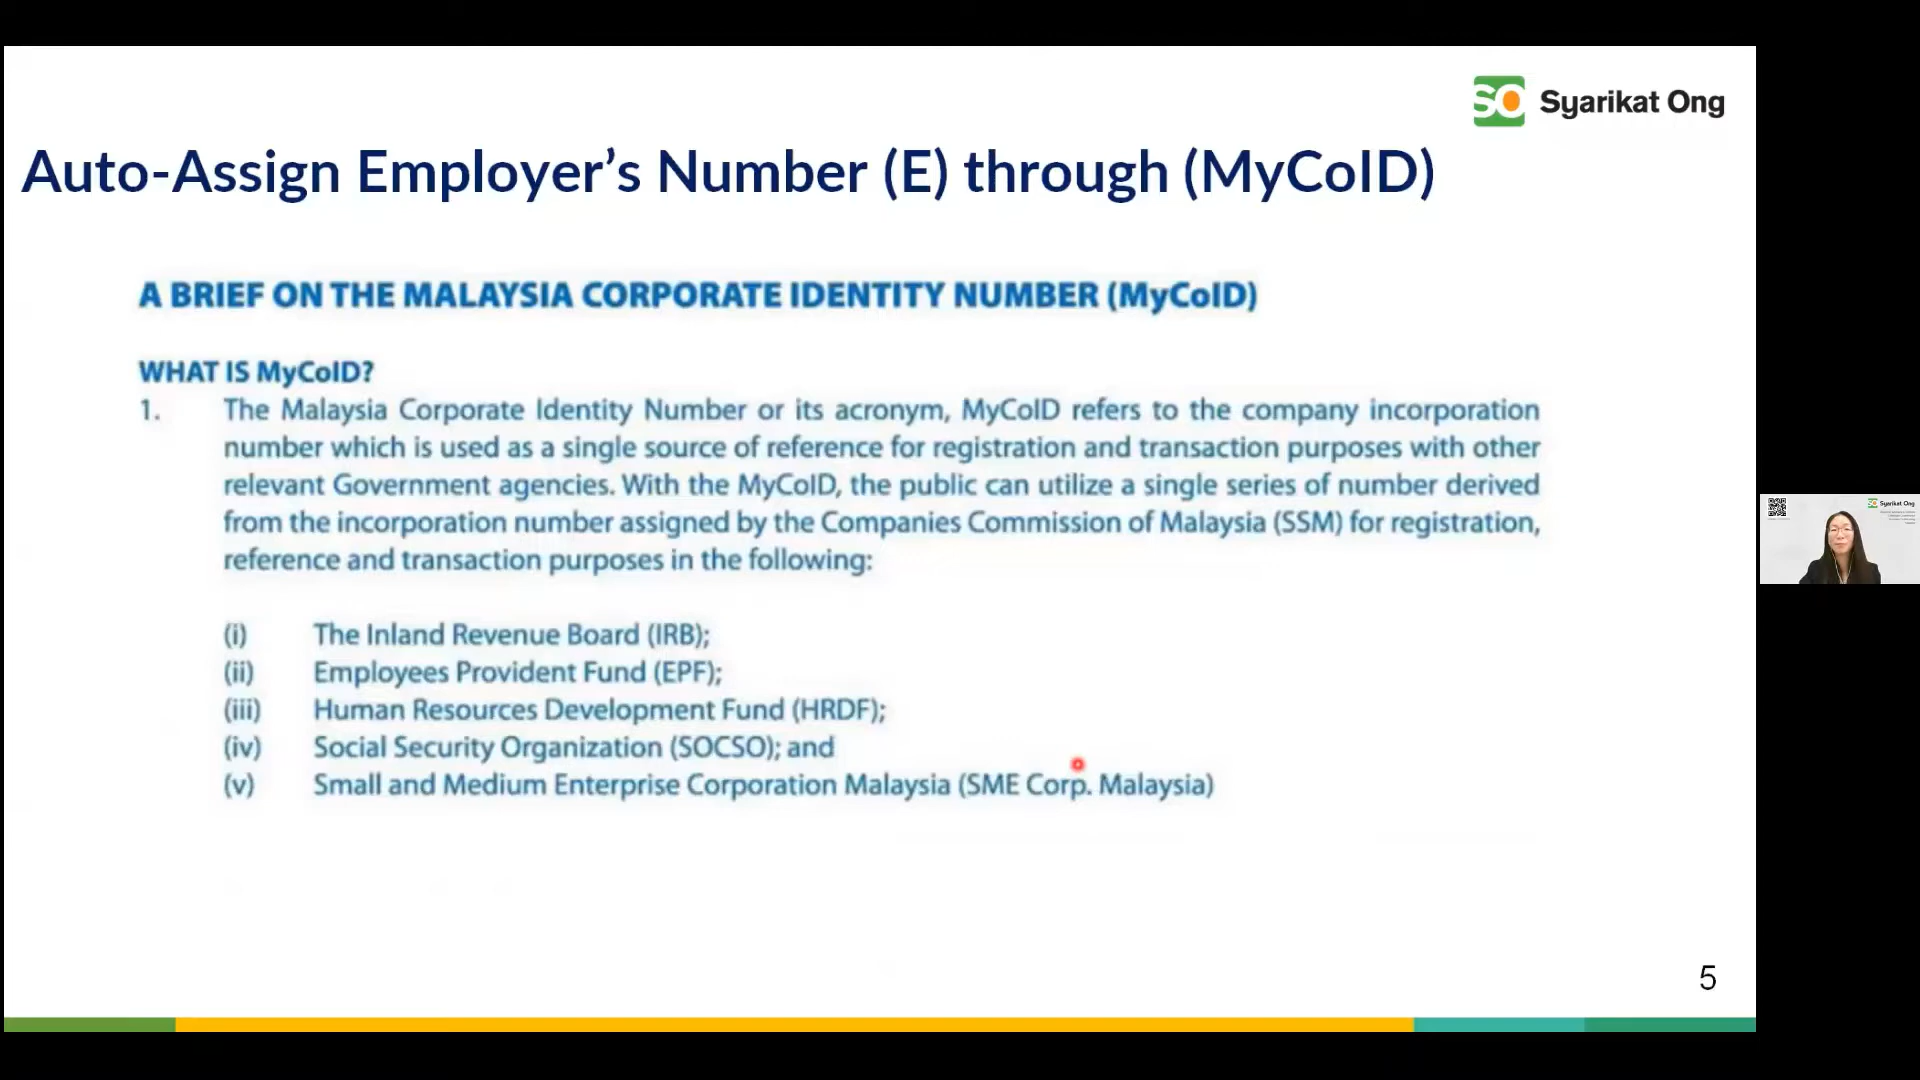 Syarikat Ong
Auto-Assign Employer’s Number (E) through (MyCoID)
A BRIEF ON THE MALAYSIA CORPORATE IDENTITY NUMBER (MyCoID)
WHAT IS MyCoID?
1. The Malaysia Corporate Identity Number or its acronym, MyCoID refers to the company incorporation
number which is used as a single source of reference for registration and transaction purposes with other
relevant Government agencies. With the MyCoID, the public can utilize a single series of number derived
from the incorporation number assigned by the Companies Commission of Malaysia (SSM) for registration,
reference and transaction purposes in the following:
(i) The Inland Revenue Board (IRB);
(ii) Employees Provident Fund (EPF);
(iii) Human Resources Development Fund (HRDF);
(iv) Social Security Organization (SOCSO); and
(v) Small and Medium Enterprise Corporation Malaysia (SME Corp. Malaysia)
5
Syarikat Ong